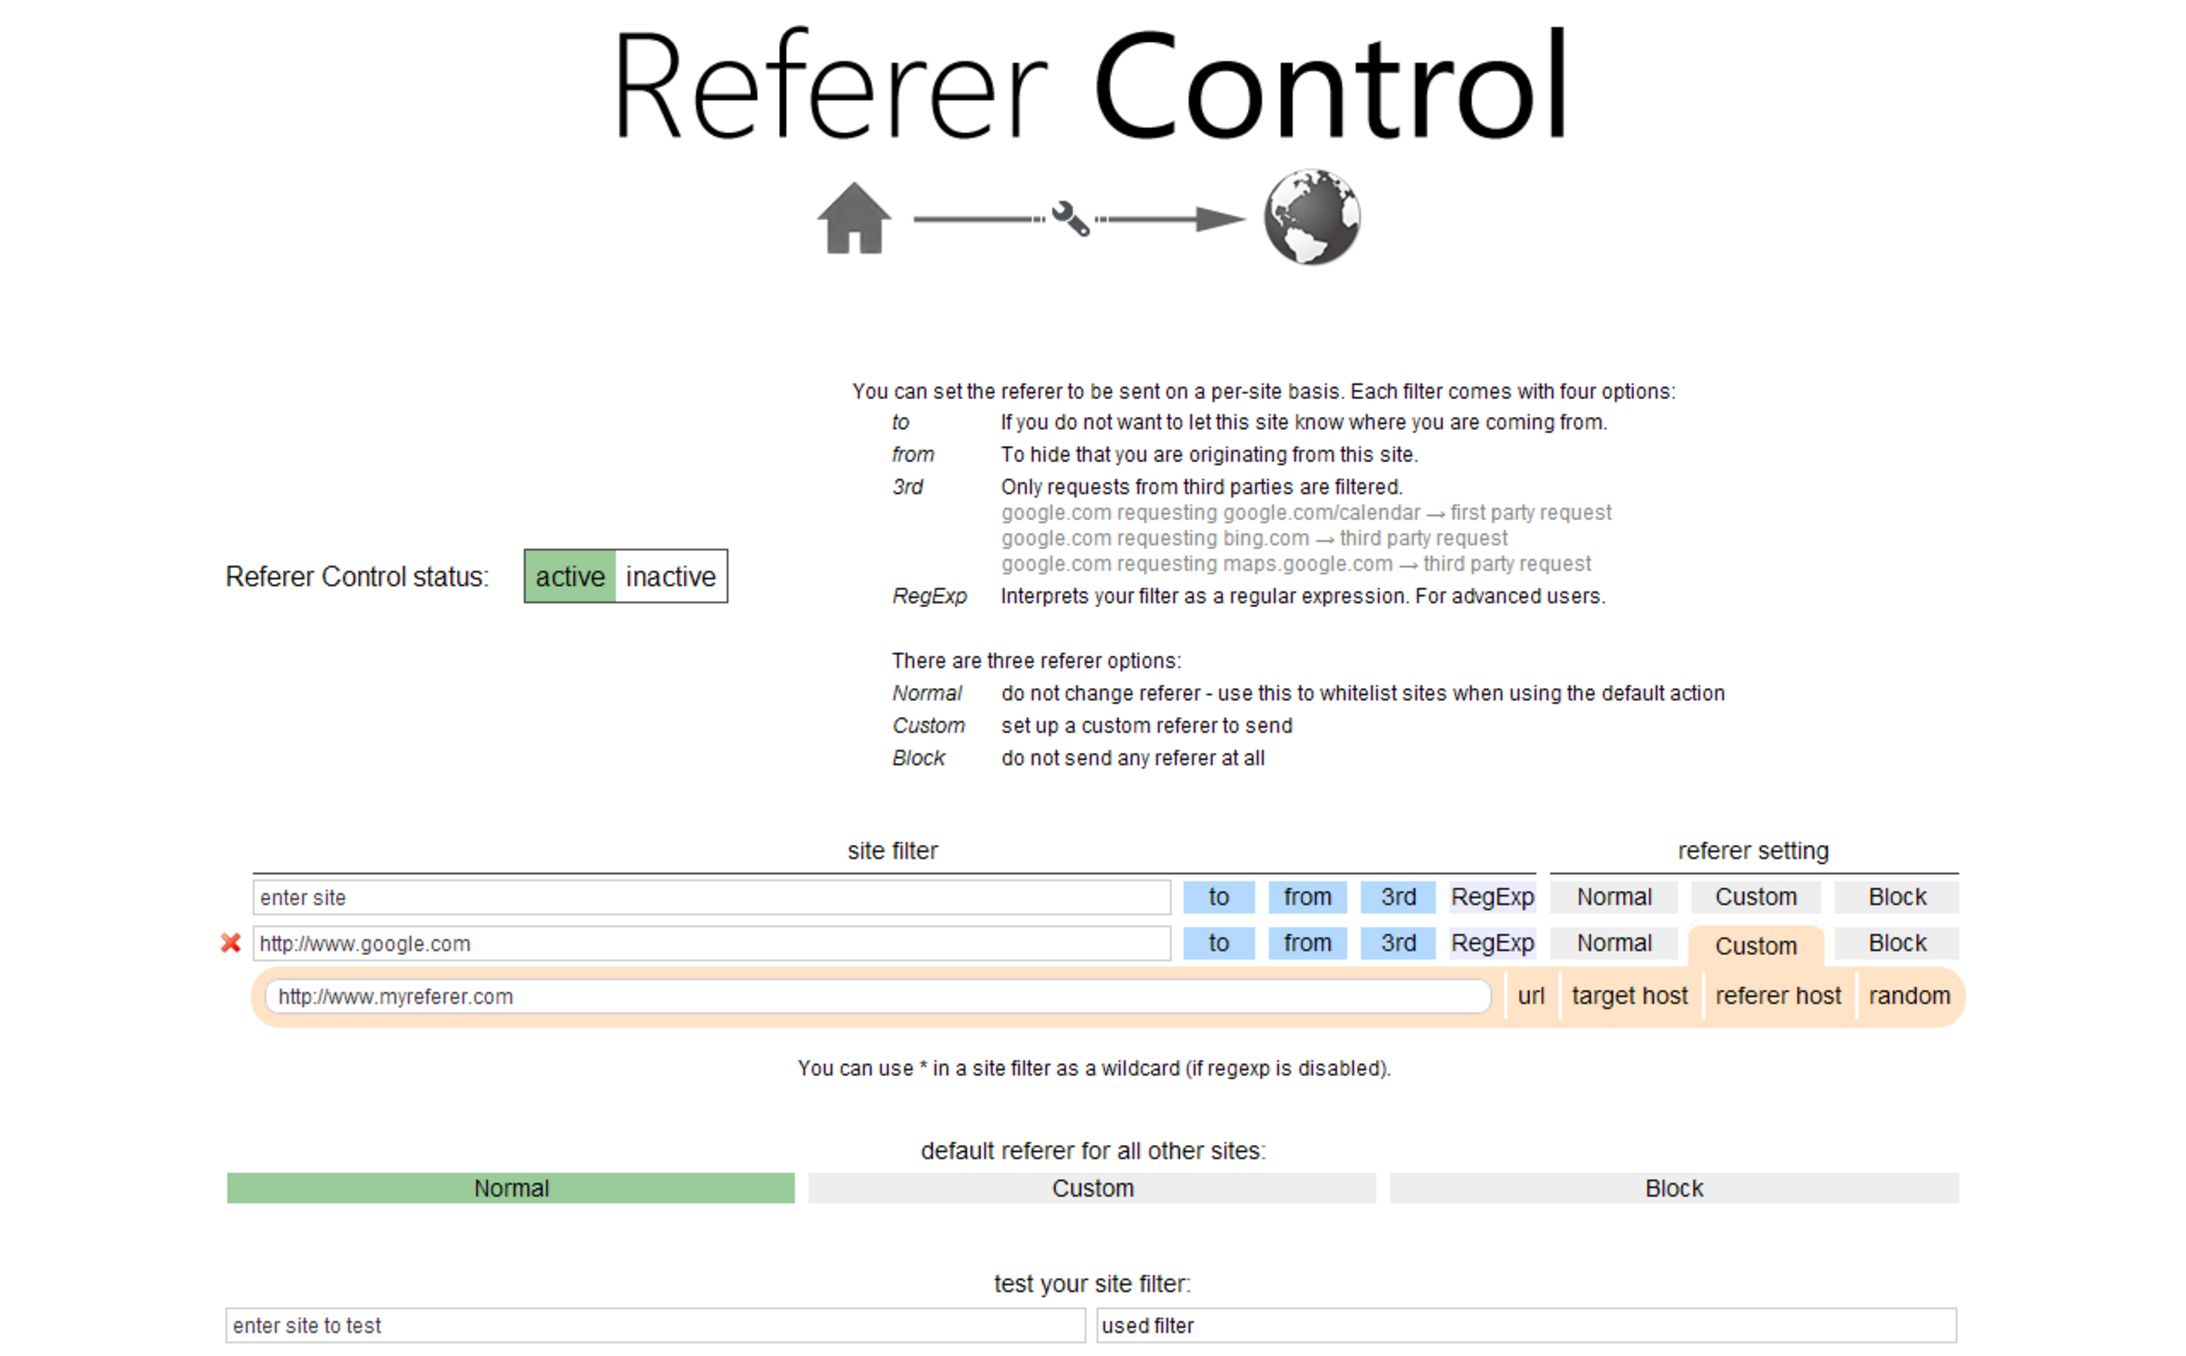 Referer Control
You can set the referer to be sent on a per-site basis. Each filter comes with four options:
to If you do not want to let this site know where you are coming from.
from To hide that you are originating from this site.
3rd Only requests from third parties are filtered.
google.com requesting google.com/calendar → first party request
google.com requesting bing.com → third party request
google.com requesting maps.google.com → third party request
Referer Control status: active inactive
RegExp Interprets your filter as a regular expression. For advanced users.
There are three referer options:
Normal do not change referer - use this to whitelist sites when using the default action
Custom set up a custom referer to send
Block do not send any referer at all
site filter referer setting
enter site to from 3rd RegExp Normal Custom Block
http://www.google.com to from 3rd RegExp Normal Custom Block
http://www.myreferer.com url target host referer host random
You can use * in a site filter as a wildcard (if regexp is disabled).
default referer for all other sites:
Normal Custom Block
test your site filter:
enter site to test used filter